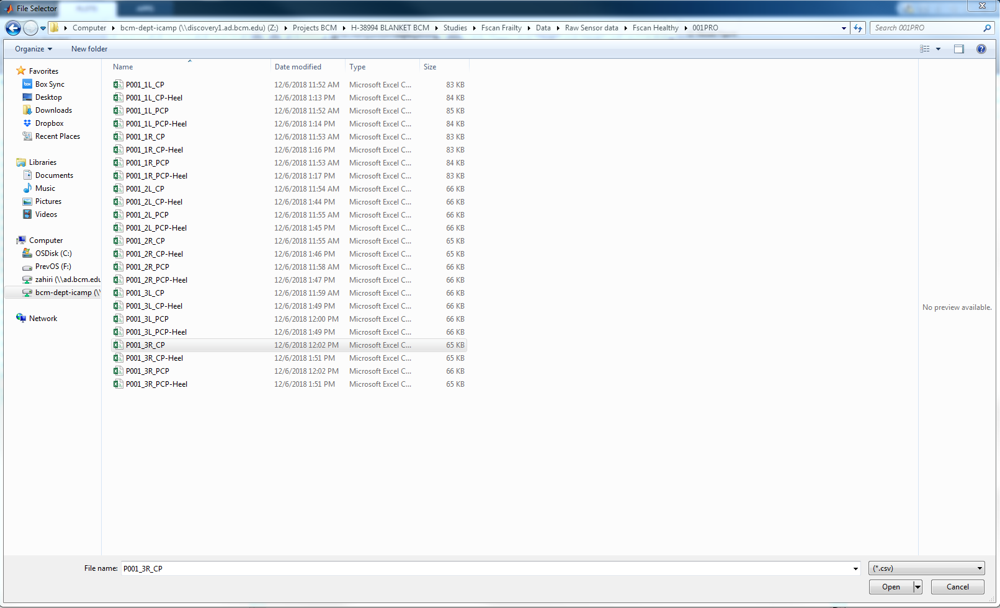 File Selector
Computer bcm-dept-icamp (\\discovery1.ad.bcm.edu) (Z:) Projects BCM H-38994 BLANKET BCM Studies Fscan Frailty Data Raw Sensor data Fscan Healthy 001PRO Search 001PRO
Organize New folder
Name Date modified Type Size
Favorites
Box Sync
Desktop
Downloads
Dropbox
Recent Places
Libraries
Documents
Music
Pictures
Videos
Computer
OSDisk (C:)
PrevOS (F:)
zahiri (\\ad.bcm.edu
bcm-dept-icamp (\\
Network
P001_1L_CP 12/6/2018 11:52 AM Microsoft Excel C... 83 KB
P001_1L_CP-Heel 12/6/2018 1:13 PM Microsoft Excel C... 84 KB
P001_1L_PCP 12/6/2018 11:52 AM Microsoft Excel C... 85 KB
P001_1L_PCP-Heel 12/6/2018 1:14 PM Microsoft Excel C... 84 KB
P001_1R_CP 12/6/2018 11:53 AM Microsoft Excel C... 83 KB
P001_1R_CP-Heel 12/6/2018 1:16 PM Microsoft Excel C... 83 KB
P001_1R_PCP 12/6/2018 11:53 AM Microsoft Excel C... 84 KB
P001_1R_PCP-Heel 12/6/2018 1:17 PM Microsoft Excel C... 83 KB
P001_2L_CP 12/6/2018 11:54 AM Microsoft Excel C... 66 KB
P001_2L_CP-Heel 12/6/2018 1:44 PM Microsoft Excel C... 66 KB
P001_2L_PCP 12/6/2018 11:55 AM Microsoft Excel C... 66 KB
P001_2L_PCP-Heel 12/6/2018 1:45 PM Microsoft Excel C... 66 KB
P001_2R_CP 12/6/2018 11:55 AM Microsoft Excel C... 65 KB
P001_2R_CP-Heel 12/6/2018 1:46 PM Microsoft Excel C... 65 KB
P001_2R_PCP 12/6/2018 11:58 AM Microsoft Excel C... 66 KB
P001_2R_PCP-Heel 12/6/2018 1:47 PM Microsoft Excel C... 66 KB
P001_3L_CP 12/6/2018 11:59 AM Microsoft Excel C... 66 KB
P001_3L_CP-Heel 12/6/2018 1:49 PM Microsoft Excel C... 66 KB
P001_3L_PCP 12/6/2018 12:00 PM Microsoft Excel C... 66 KB
P001_3L_PCP-Heel 12/6/2018 1:49 PM Microsoft Excel C... 66 KB
P001_3R_CP 12/6/2018 12:02 PM Microsoft Excel C... 65 KB
P001_3R_CP-Heel 12/6/2018 1:51 PM Microsoft Excel C... 65 KB
P001_3R_PCP 12/6/2018 12:02 PM Microsoft Excel C... 66 KB
P001_3R_PCP-Heel 12/6/2018 1:51 PM Microsoft Excel C... 65 KB
No preview available.
File name: P001_3R_CP (*.csv)
Open Cancel